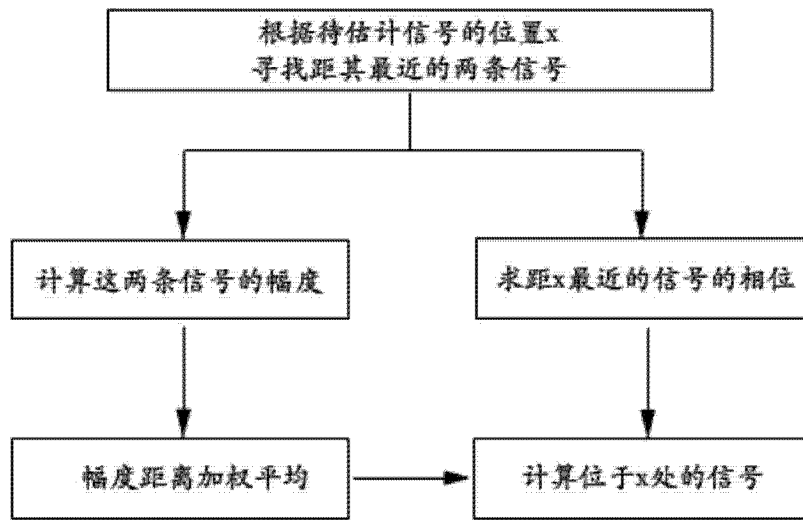 根据待估计信号的位置x
寻找距其最近的两条信号
计算这两条信号的幅度
求距x最近的信号的相位
幅度距离加权平均
计算位于x处的信号